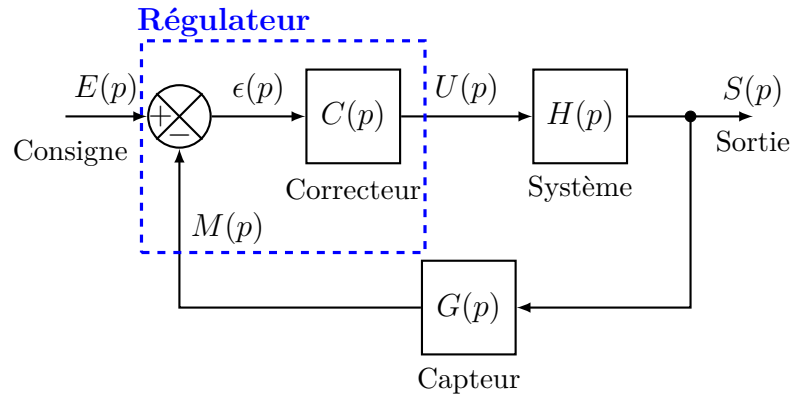 Régulateur
E(p)
Consigne
+
−
ϵ(p)
C(p)
Correcteur
U(p)
H(p)
Système
S(p)
Sortie
M(p)
G(p)
Capteur